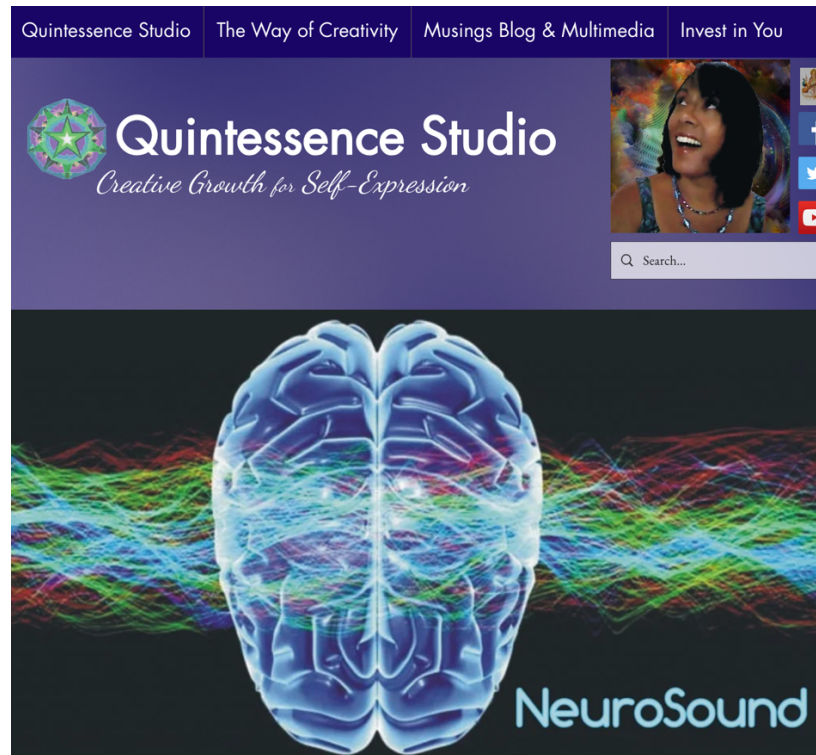 Quintessence Studio
The Way of Creativity
Musings Blog & Multimedia
Invest in You
Quintessence Studio
Creative Growth for Self-Expression
Search...
NeuroSound